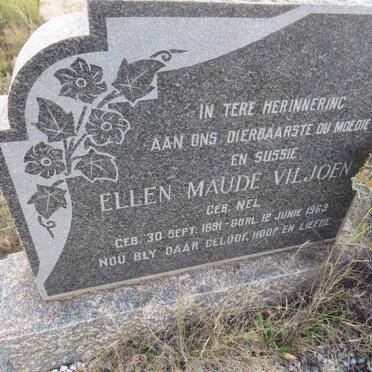 IN TERE HERINNERING
AAN ONS DIERBAARSTE OU MOEDIE
EN SUSSIE
ELLEN MAUDE VILJOEN
GEB. NEL
GEB. 30 SEPT. 1891 - OORL. 12 JUNIE 1963
NOU BLY DAAR GELOOF, HOOP EN LIEFDE